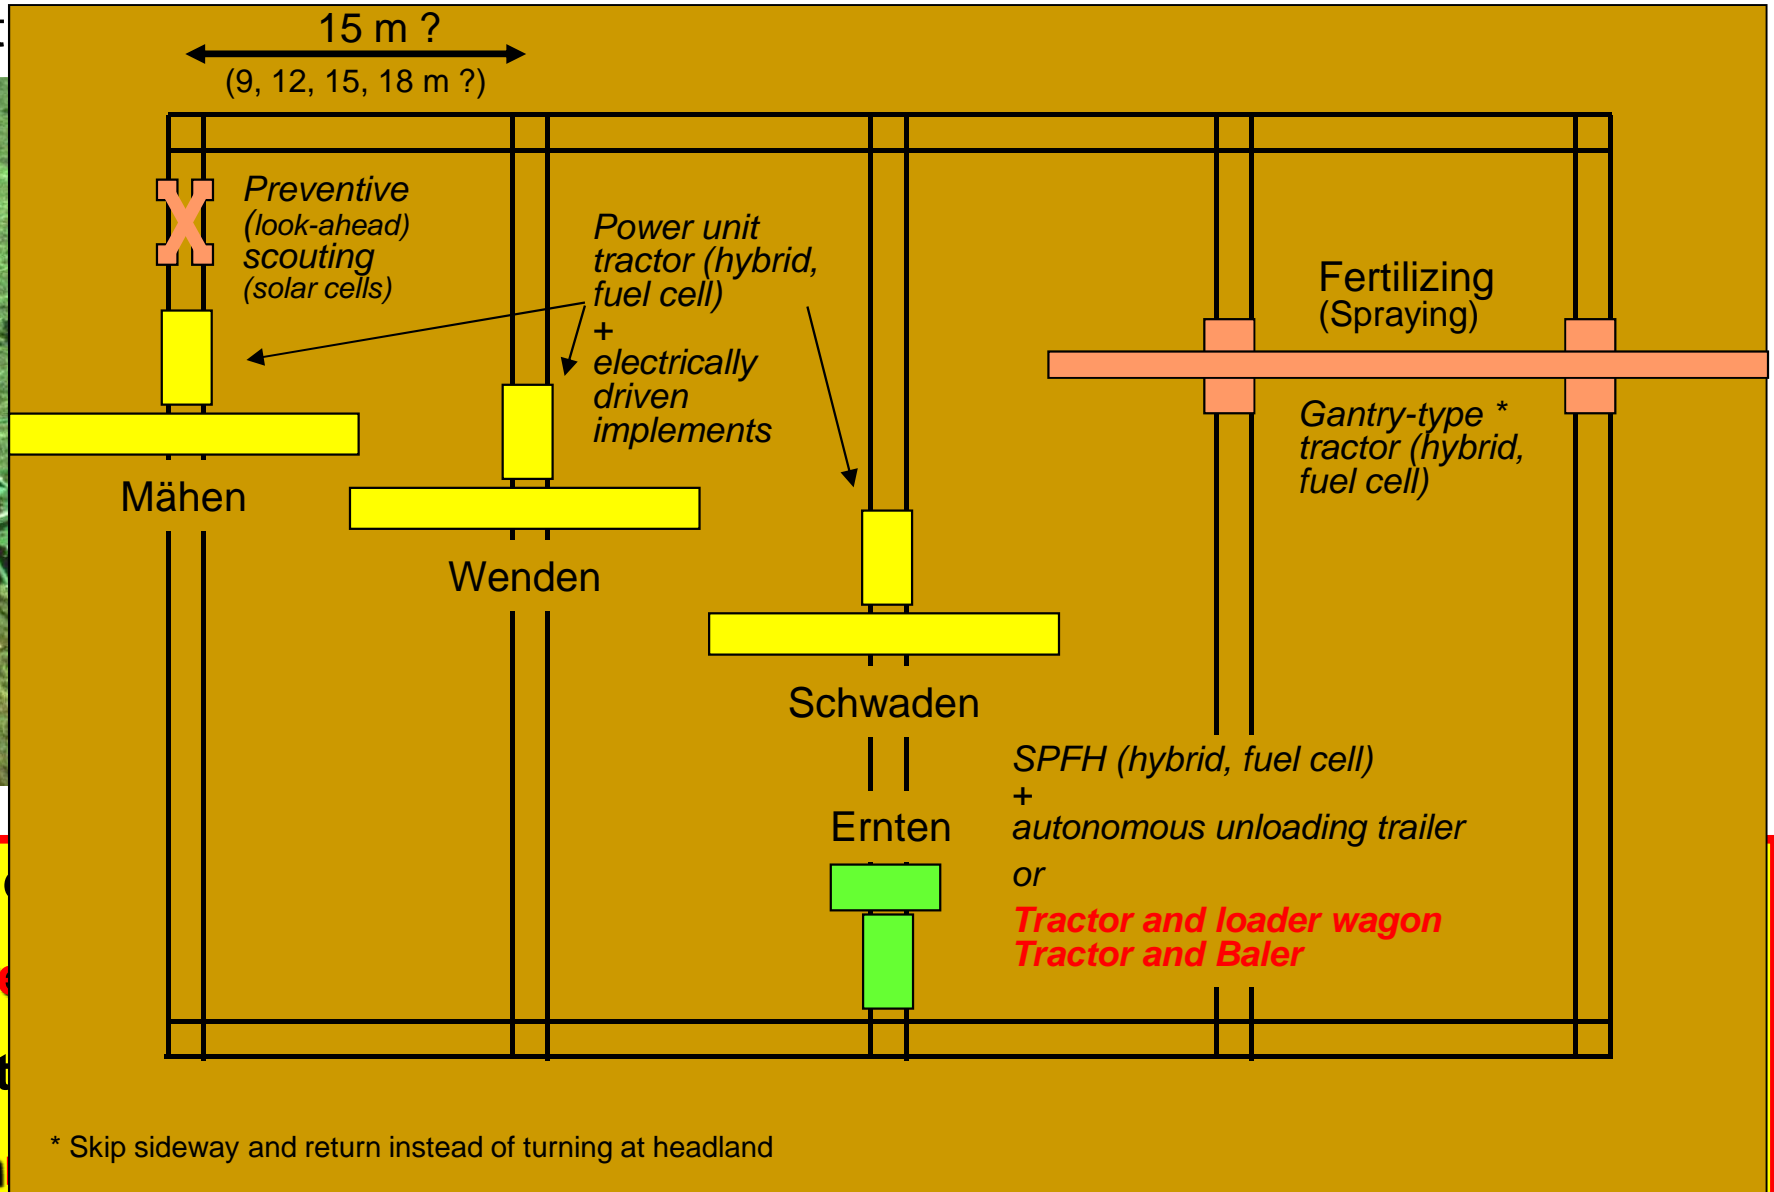 15 m ?
(9, 12, 15, 18 m ?)
Preventive
(look-ahead)
scouting
(solar cells)
Power unit
tractor (hybrid,
fuel cell)
+
electrically
driven
implements
Fertilizing
(Spraying)
Gantry-type *
tractor (hybrid,
fuel cell)
Mähen
Wenden
Schwaden
Ernten
SPFH (hybrid, fuel cell)
+
autonomous unloading trailer
or
Tractor and loader wagon
Tractor and Baler
* Skip sideway and return instead of turning at headland